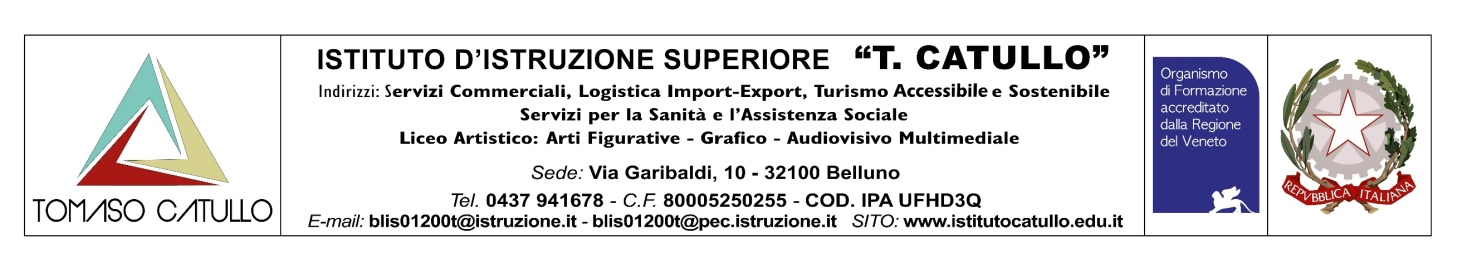 TOMASO CATULLO
ISTITUTO D'ISTRUZIONE SUPERIORE “T. CATULLO”
Indirizzi: Servizi Commerciali, Logistica Import-Export, Turismo Accessibile e Sostenibile
Servizi per la Sanità e l'Assistenza Sociale
Liceo Artistico: Arti Figurative - Grafico - Audiovisivo Multimediale
Sede: Via Garibaldi, 10 - 32100 Belluno
Tel. 0437 941678 - C.F. 80005250255 - COD. IPA UFHD3Q
E-mail: blis01200t@istruzione.it - blis01200t@pec.istruzione.it SITO: www.istitutocatullo.edu.it
Organismo
di Formazione
accreditato
dalla Regione
del Veneto
REPVBBLICA ITALIANA